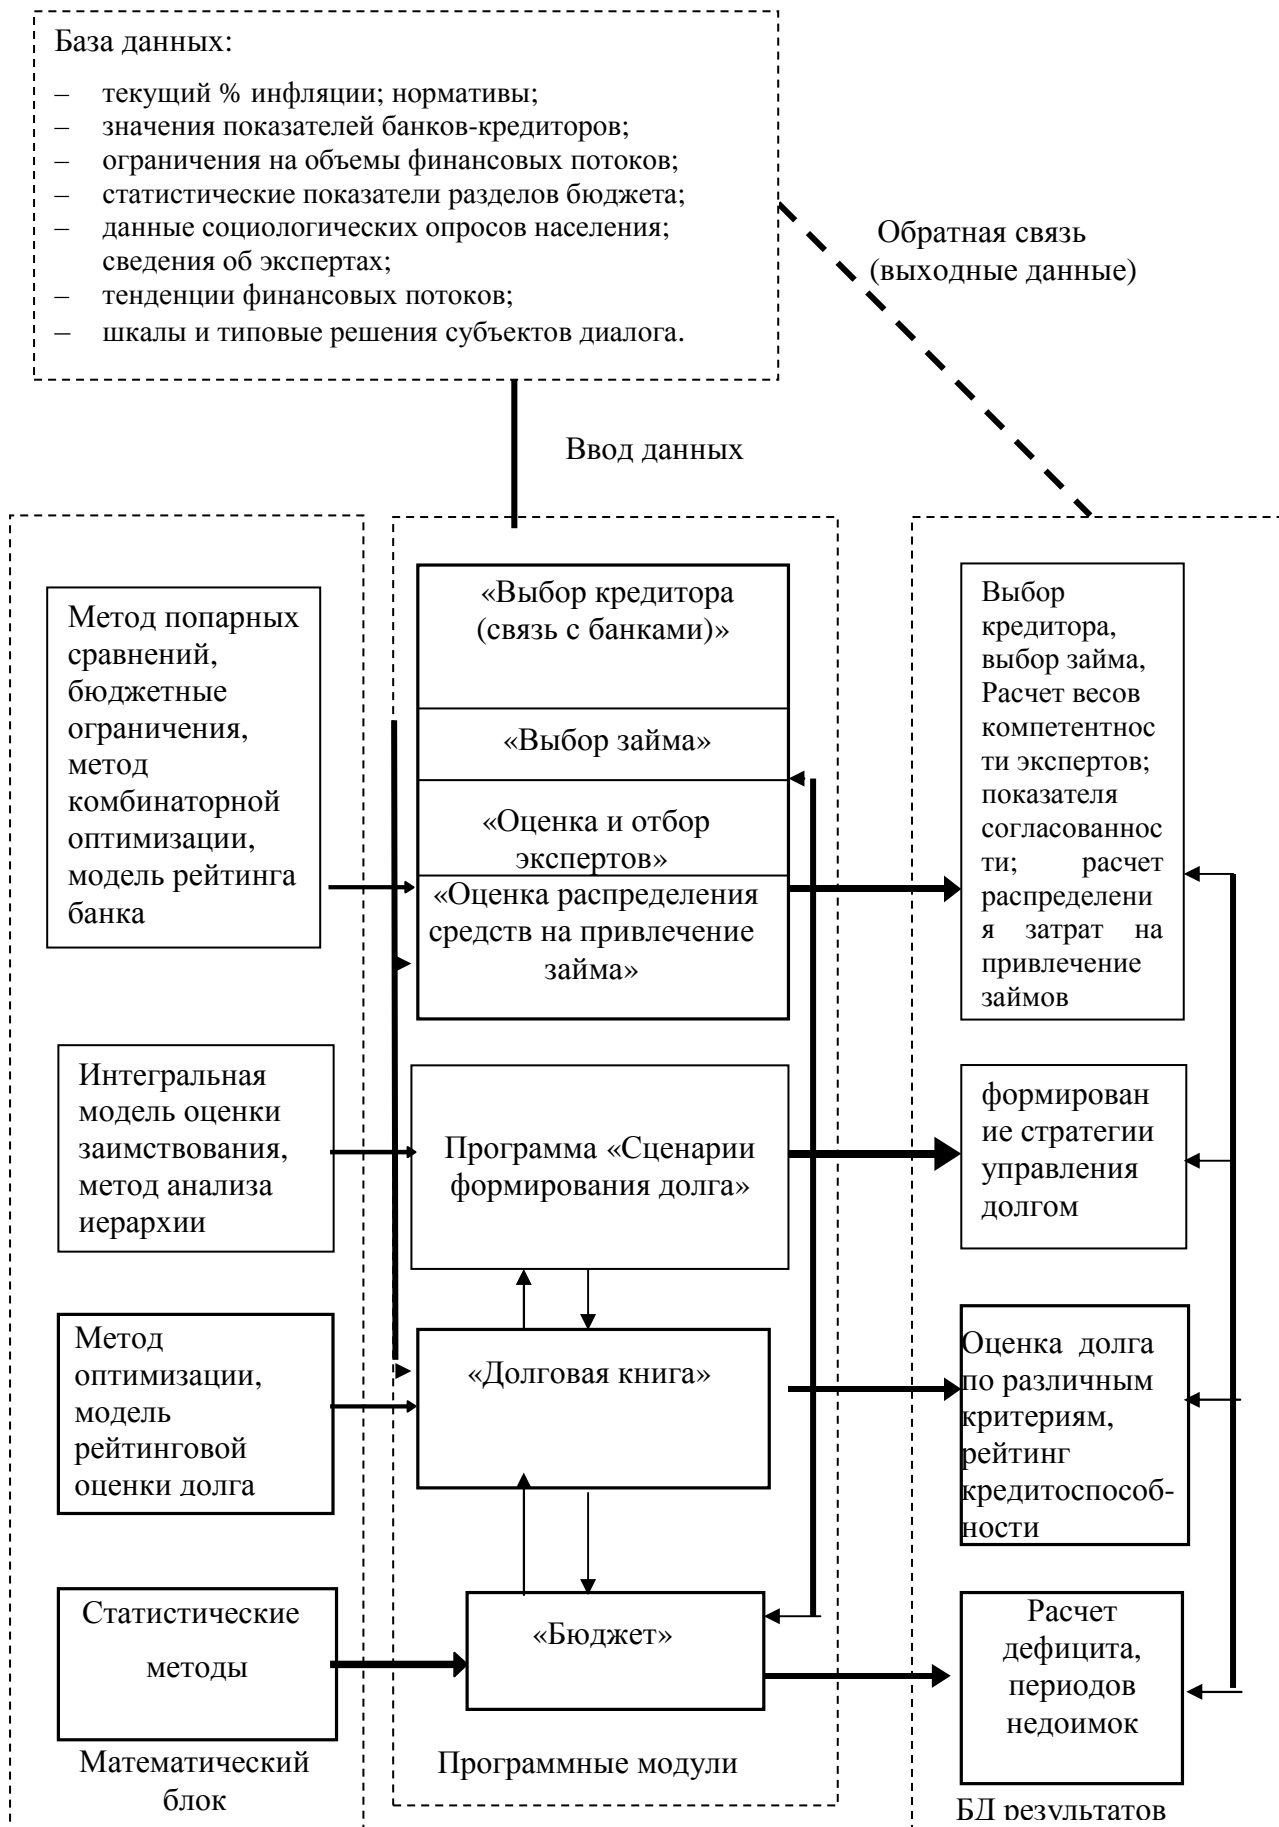 База данных:
– текущий % инфляции; нормативы;
– значения показателей банков-кредиторов;
– ограничения на объемы финансовых потоков;
– статистические показатели разделов бюджета;
– данные социологических опросов населения;
сведения об экспертах;
– тенденции финансовых потоков;
– шкалы и типовые решения субъектов диалога.
Обратная связь
(выходные данные)
Ввод данных
Метод попарных
сравнений,
бюджетные
ограничения,
метод
комбинаторной
оптимизации,
модель рейтинга
банка
Интегральная
модель оценки
заимствования,
метод анализа
иерархии
Метод
оптимизации,
модель
рейтинговой
оценки долга
Статистические
методы
Математический
блок
«Выбор кредитора
(связь с банками)»
«Выбор займа»
«Оценка и отбор
экспертов»
«Оценка распределения
средств на привлечение
займа»
Программа «Сценарии
формирования долга»
«Долговая книга»
«Бюджет»
Программные модули
Выбор
кредитора,
выбор займа,
Расчет весов
компетентнос
ти экспертов;
показателя
согласованнос
ти; расчет
распределени
я затрат на
привлечение
займов
формирован
ие стратегии
управления
долгом
Оценка долга
по различным
критериям,
рейтинг
кредитоспособ-
ности
Расчет
дефицита,
периодов
недоимок
БД результатов